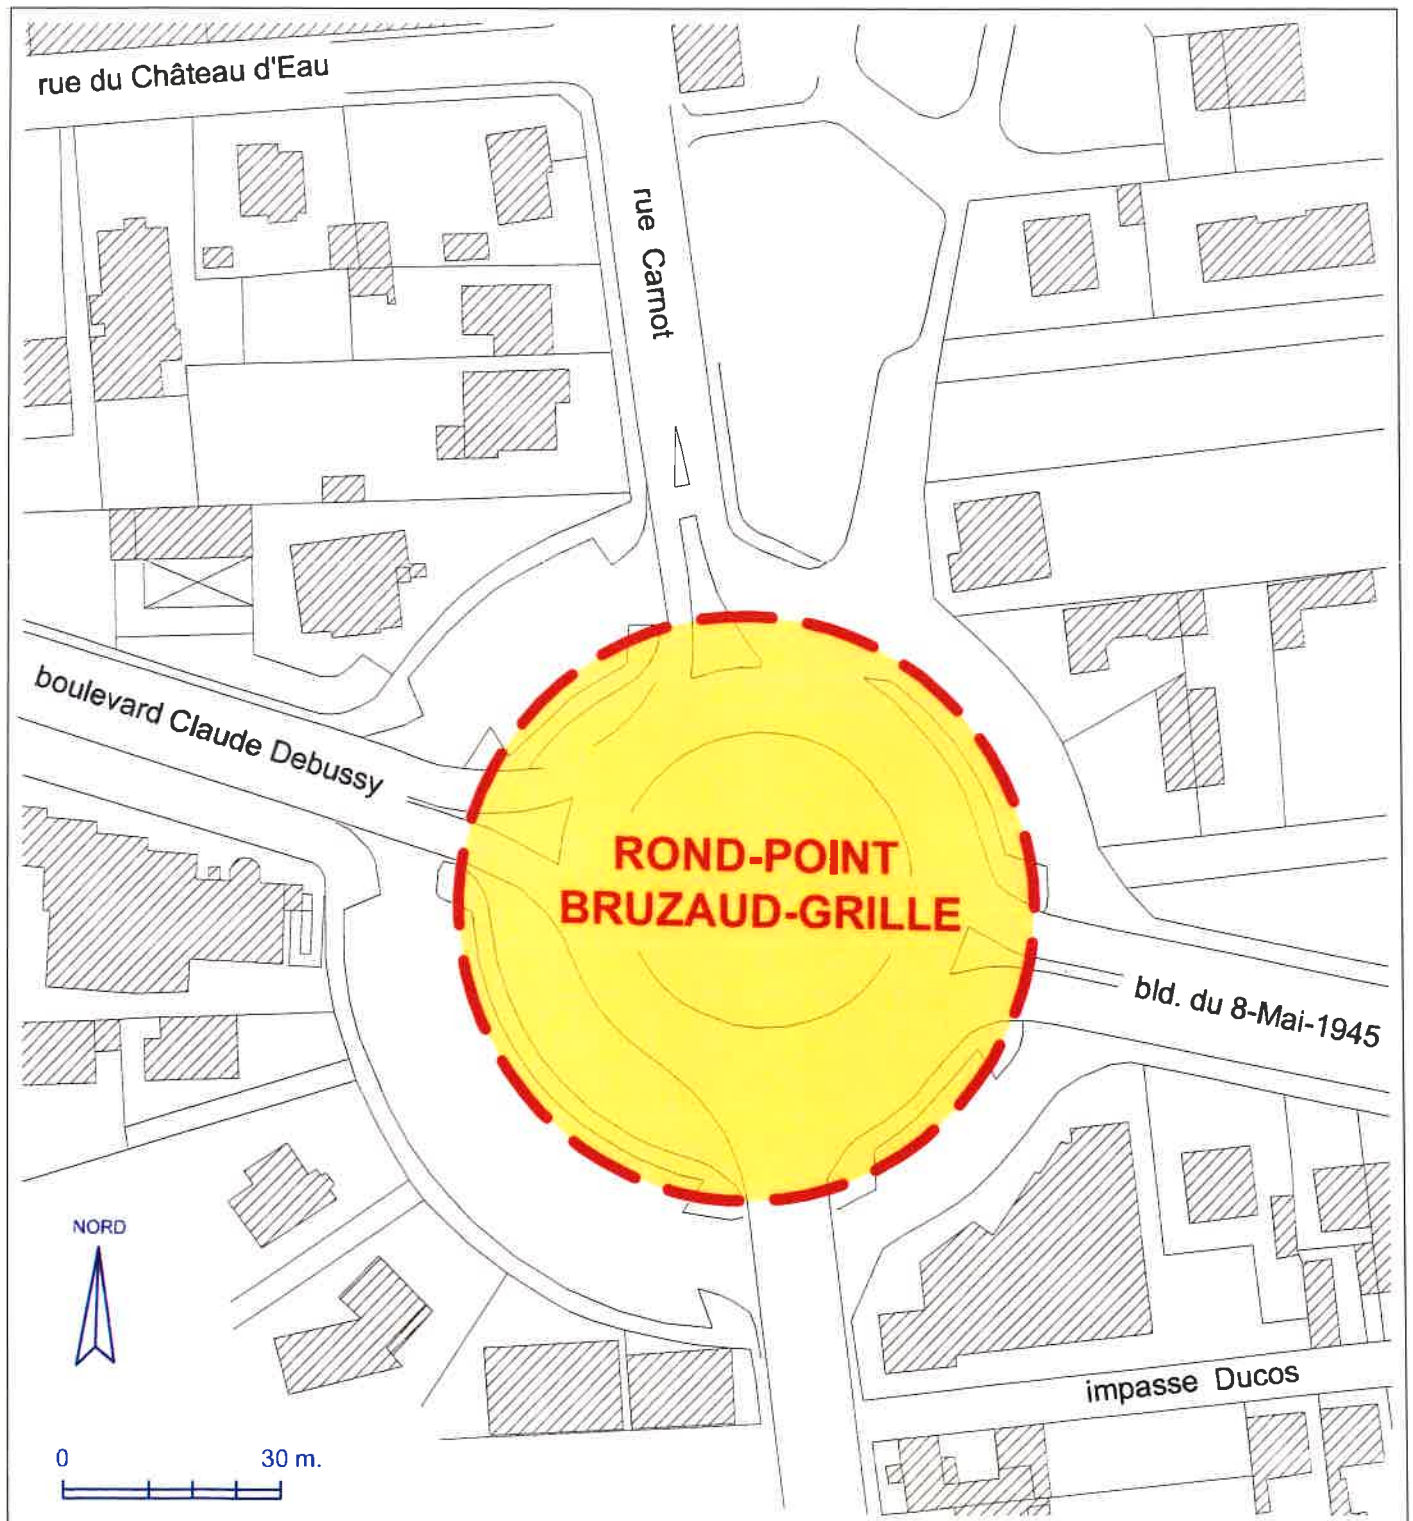 rue du Château d'Eau
rue Carnot
boulevard Claude Debussy
ROND-POINT
BRUZAUD-GRILLE
bld. du 8-Mai-1945
NORD
impasse Ducos
0 30 m.